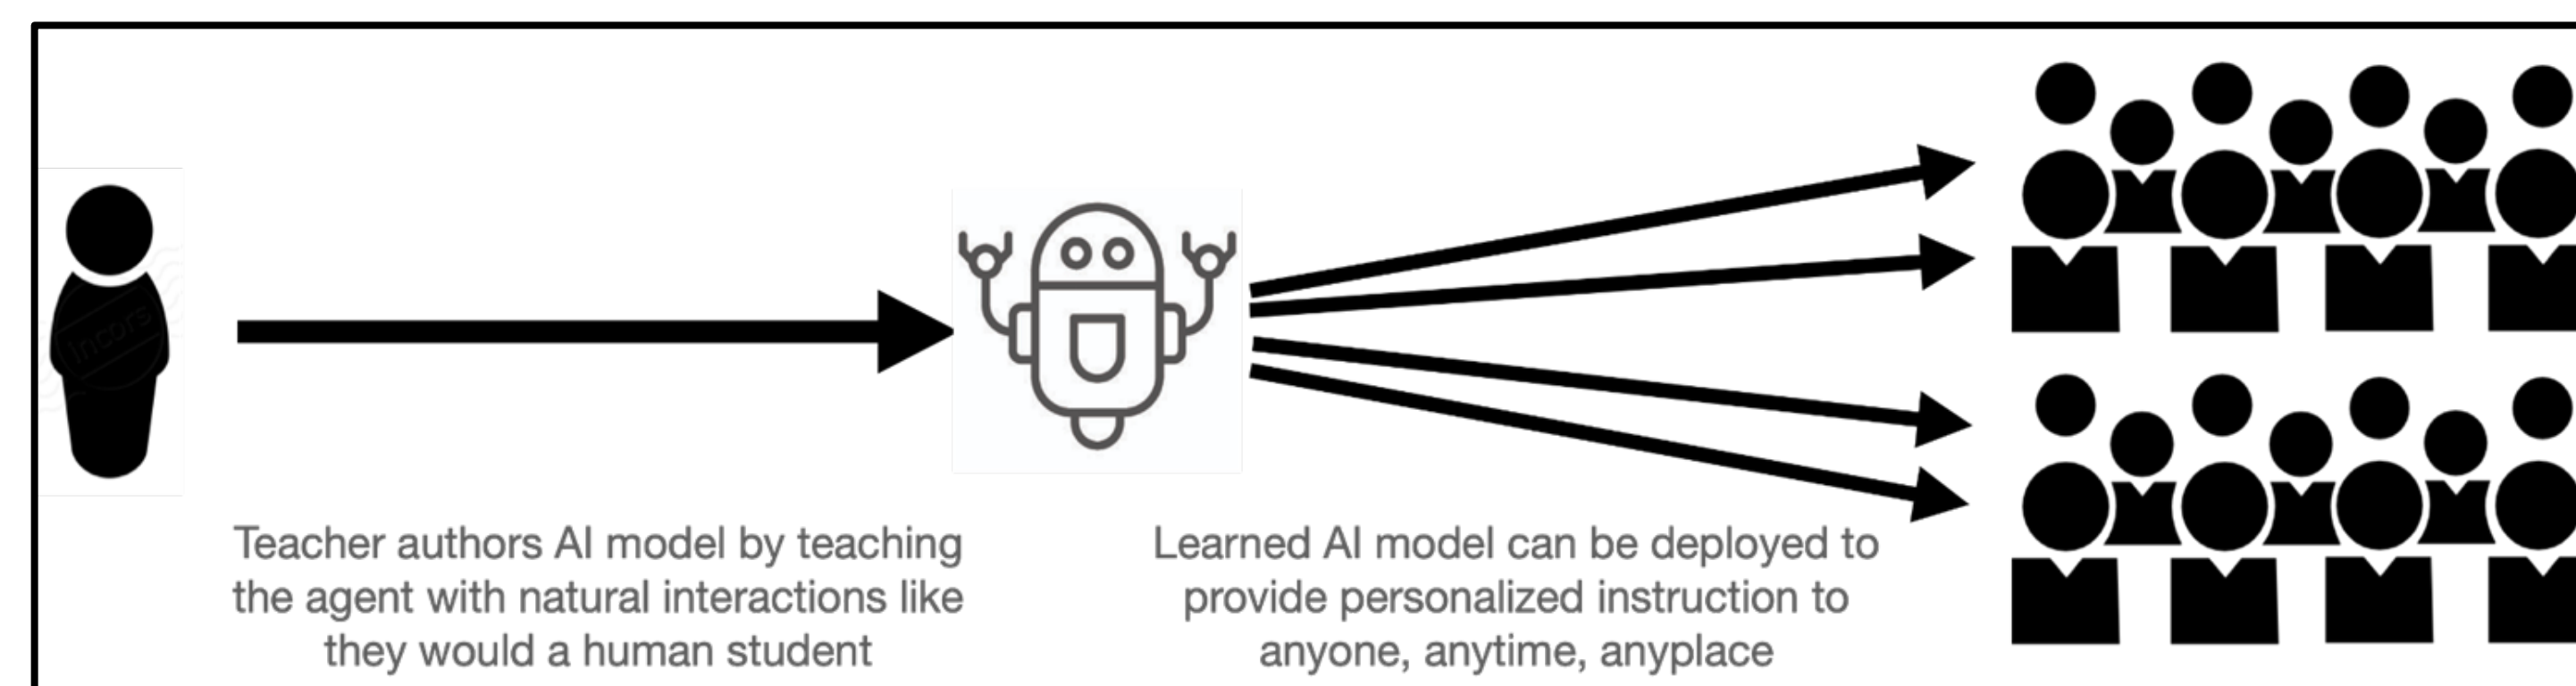 Incors
Teacher authors AI model by teaching
the agent with natural interactions like
they would a human student
Learned AI model can be deployed to
provide personalized instruction to
anyone, anytime, anyplace